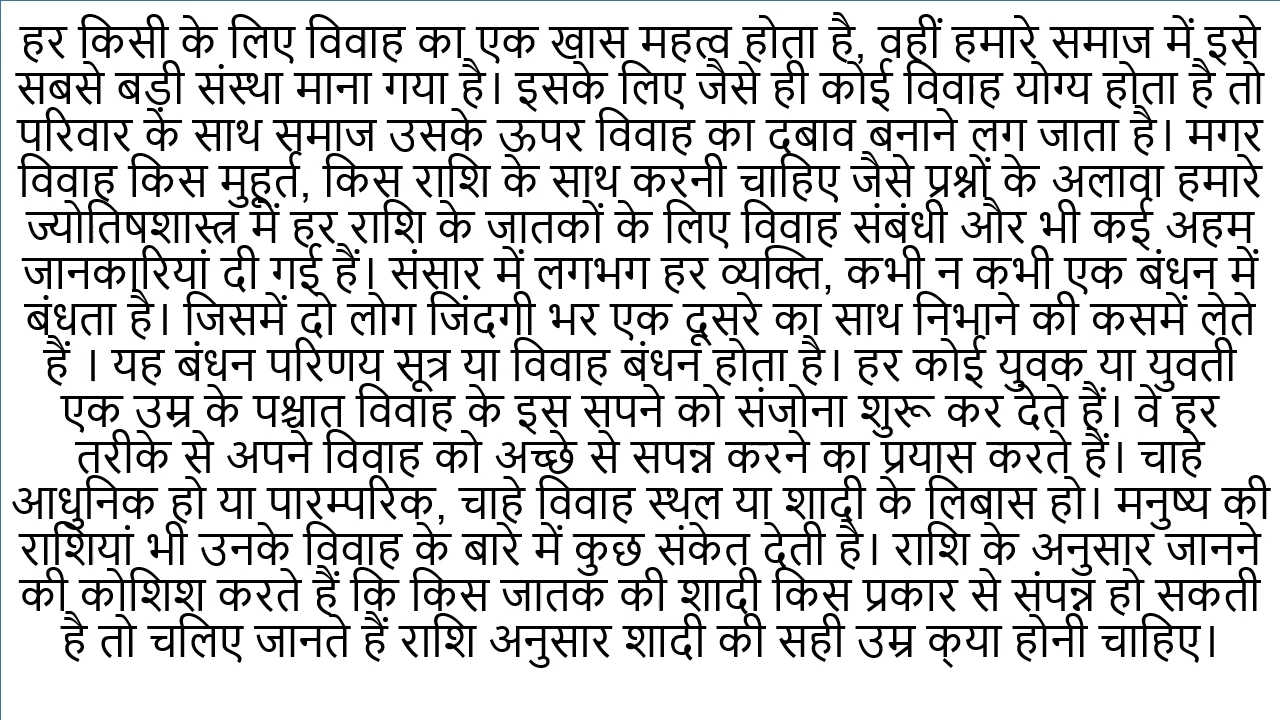 हर किसी के लिए विवाह का एक खास महत्व होता है, वहीं हमारे समाज में इसे
सबसे बड़ी संस्था माना गया है। इसके लिए जैसे ही कोई विवाह योग्य होता है तो
परिवार के साथ समाज उसके ऊपर विवाह का दबाव बनाने लग जाता है। मगर
विवाह किस मुहूर्त, किस राशि के साथ करनी चाहिए जैसे प्रश्नों के अलावा हमारे
ज्योतिषशास्त्र में हर राशि के जातकों के लिए विवाह संबंधी और भी कई अहम
जानकारियां दी गई हैं। संसार में लगभग हर व्यक्ति, कभी न कभी एक बंधन में
बंधता है। जिसमें दो लोग जिंदगी भर एक दूसरे का साथ निभाने की कसमें लेते
हैं । यह बंधन परिणय सूत्र या विवाह बंधन होता है। हर कोई युवक या युवती
एक उम्र के पश्चात विवाह के इस सपने को संजोना शुरू कर देते हैं। वे हर
तरीके से अपने विवाह को अच्छे से सपन्न करने का प्रयास करते हैं। चाहे
आधुनिक हो या पारम्परिक, चाहे विवाह स्थल या शादी के लिबास हो। मनुष्य की
राशियां भी उनके विवाह के बारे में कुछ संकेत देती है। राशि के अनुसार जानने
की कोशिश करते हैं कि किस जातक की शादी किस प्रकार से संपन्न हो सकती
है तो चलिए जानते हैं राशि अनुसार शादी की सही उम्र क्‌या होनी चाहिए।